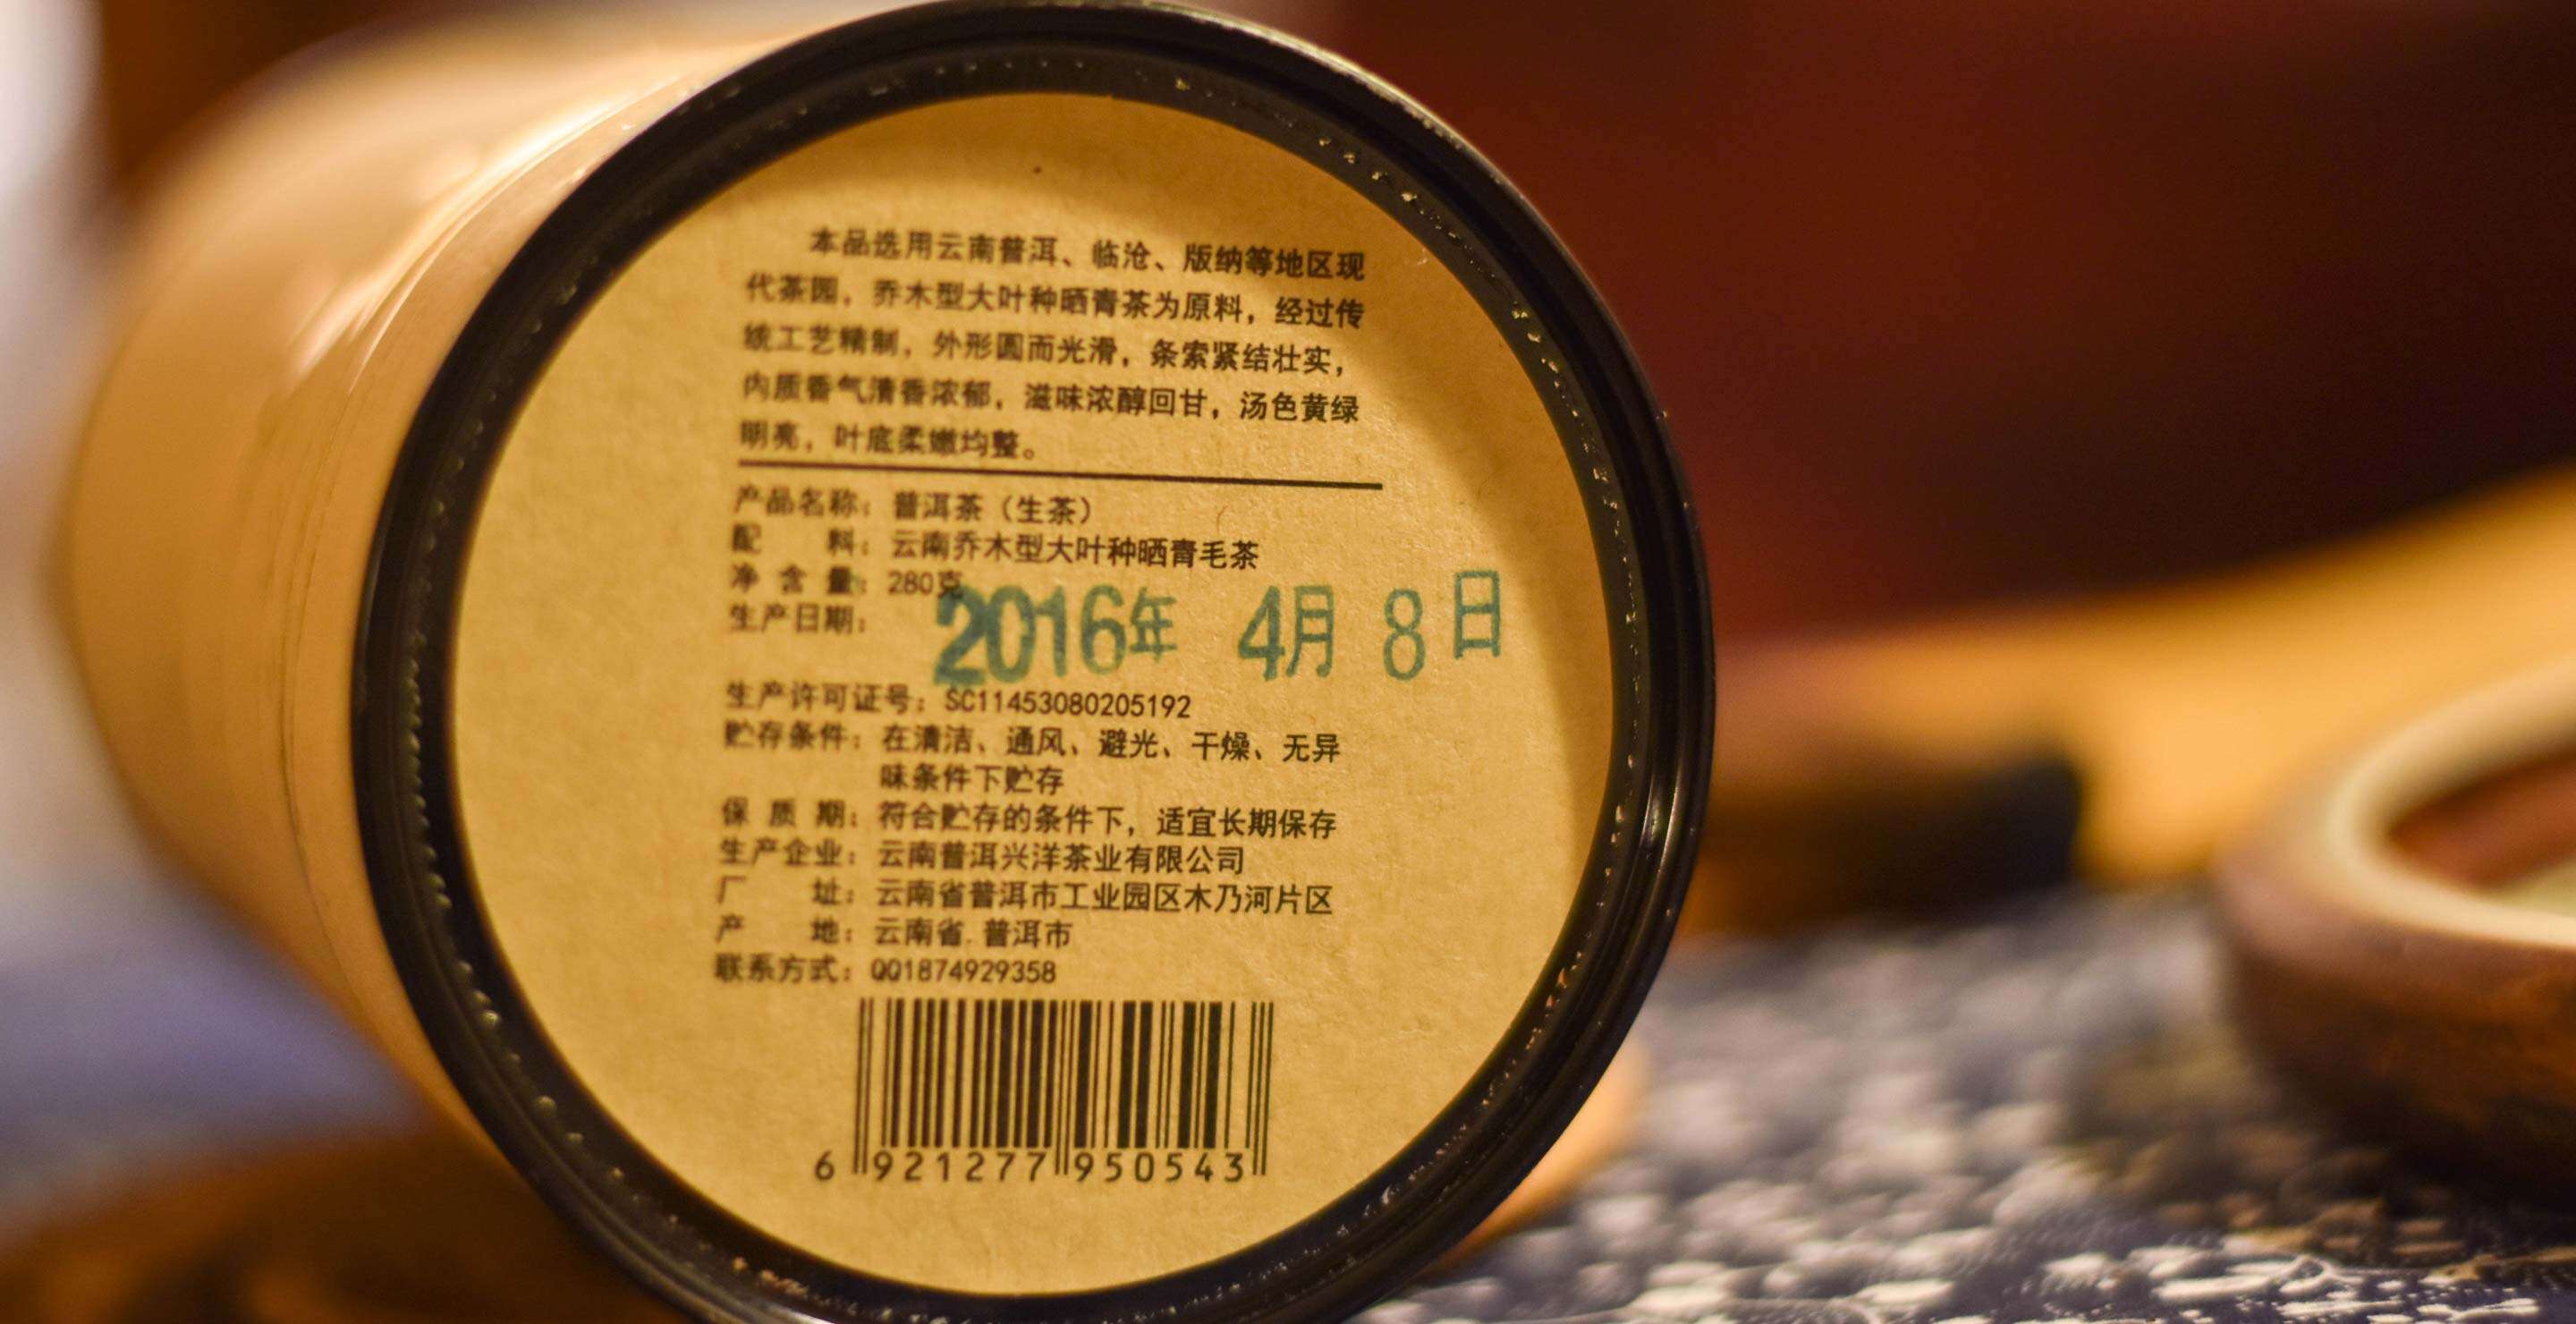 本品选用云南普洱、临沧、版纳等地区现
代茶园，乔木型大叶种晒青茶为原料，经过传
统工艺精制，外形圆而光滑，条索紧结壮实，
内质香气清香浓郁，滋味浓醇回甘，汤色黄绿
明亮，叶底柔嫩均整。
产品名称：普洱茶（生茶）
配 料：云南乔木型大叶种晒青毛茶
净 含 量：280克
生产日期：2016年 4月 8日
生产许可证号：SC11453080205192
贮存条件：在清洁、通风、避光、干燥、无异
味条件下贮存
保 质 期：符合贮存的条件下，适宜长期保存
生产企业：云南普洱兴洋茶业有限公司
厂 址：云南省普洱市工业园区木乃河片区
产 地：云南省.普洱市
联系方式：QQ1874929358
6 921277 950543